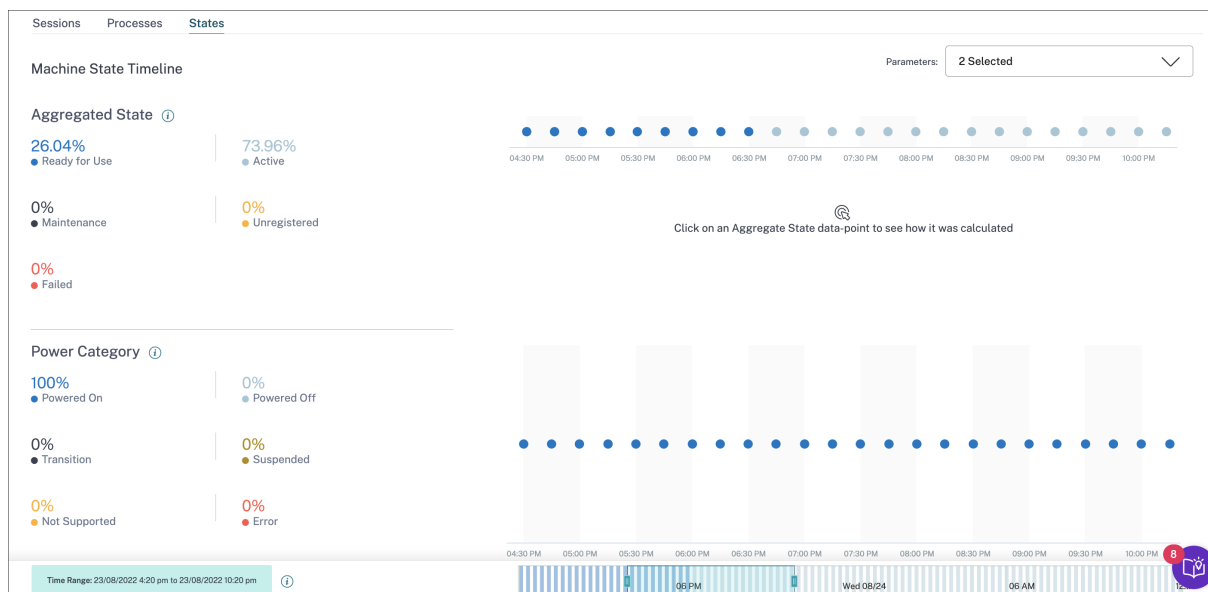 Sessions Processes States
Machine State Timeline
Parameters: 2 Selected
Aggregated State
26.04% 73.96%
Ready for Use Active
0% 0%
Maintenance Unregistered
0%
Failed
04:30 PM 05:00 PM 05:30 PM 06:00 PM 06:30 PM 07:00 PM 07:30 PM 08:00 PM 08:30 PM 09:00 PM 09:30 PM 10:00 PM
Click on an Aggregate State data-point to see how it was calculated
Power Category
100% 0%
Powered On Powered Off
0% 0%
Transition Suspended
0% 0%
Not Supported Error
04:30 PM 05:00 PM 05:30 PM 06:00 PM 06:30 PM 07:00 PM 07:30 PM 08:00 PM 08:30 PM 09:00 PM 09:30 PM 10:00 PM
8
Time Range: 23/08/2022 4:20 pm to 23/08/2022 10:20 pm
06 PM Wed 08/24 06 AM